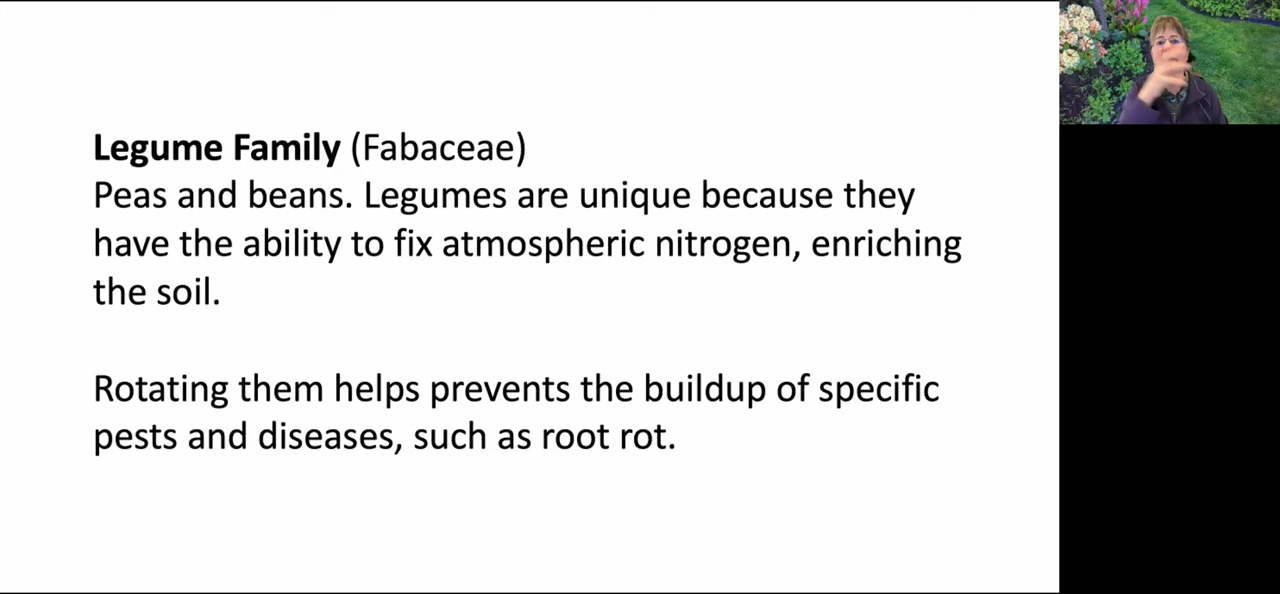 Legume Family (Fabaceae)
Peas and beans. Legumes are unique because they
have the ability to fix atmospheric nitrogen, enriching
the soil.
Rotating them helps prevents the buildup of specific
pests and diseases, such as root rot.